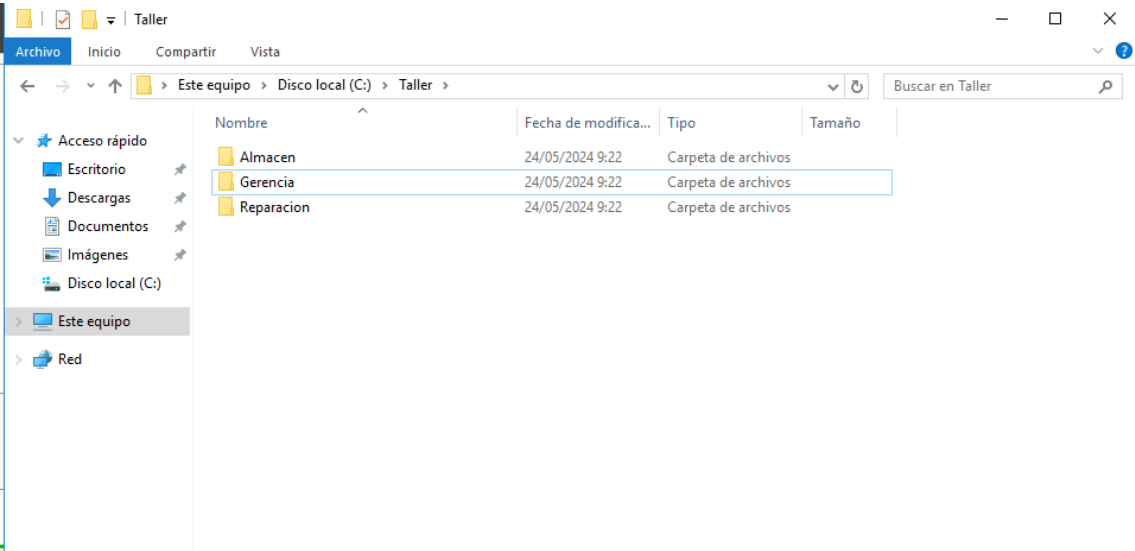 Taller
Archivo Inicio Compartir Vista
Este equipo Disco local (C:) Taller Buscar en Taller
Nombre Fecha de modifica... Tipo Tamaño
Acceso rápido
Escritorio
Descargas
Documentos
Imágenes
Disco local (C:)
Este equipo
Red
Almacen 24/05/2024 9:22 Carpeta de archivos
Gerencia 24/05/2024 9:22 Carpeta de archivos
Reparacion 24/05/2024 9:22 Carpeta de archivos